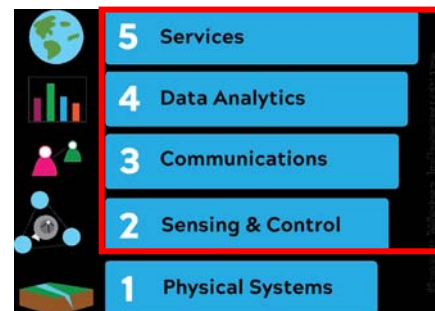 5 Services
4 Data Analytics
3 Communications
2 Sensing & Control
1 Physical Systems